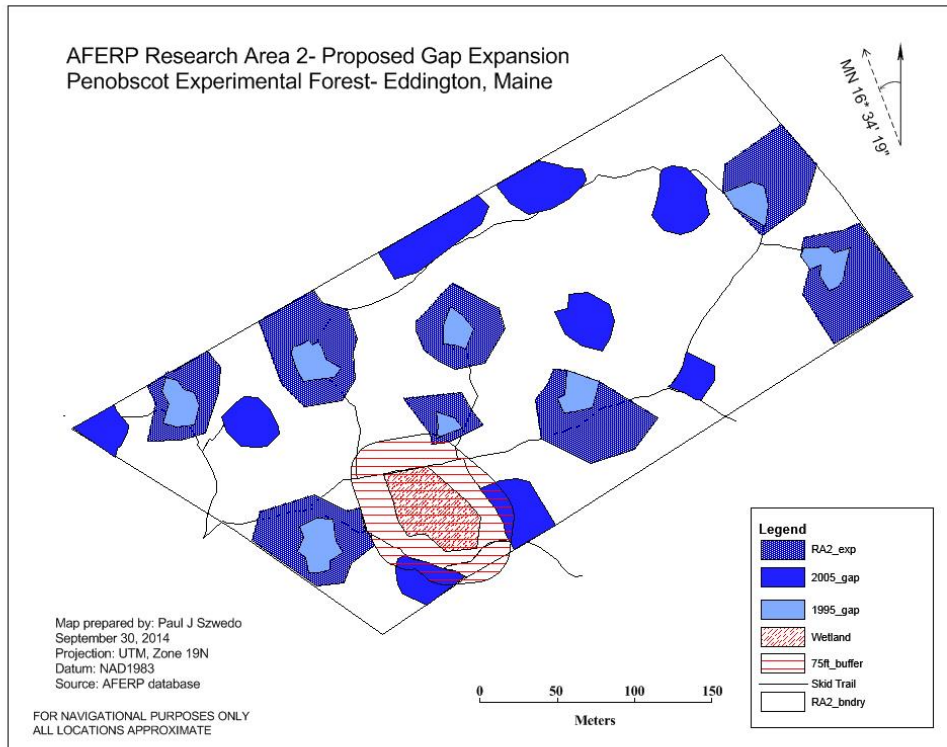 AFERP Research Area 2- Proposed Gap Expansion
Penobscot Experimental Forest- Eddington, Maine
MN 16* 34' 19"
Legend
RA2_exp
2005_gap
1995_gap
Wetland
75ft_buffer
Skid Trail
RA2_bndry
Map prepared by: Paul J Szwedo
September 30, 2014
Projection: UTM, Zone 19N
Datum: NAD1983
Source: AFERP database
0 50 100 150
Meters
FOR NAVIGATIONAL PURPOSES ONLY
ALL LOCATIONS APPROXIMATE